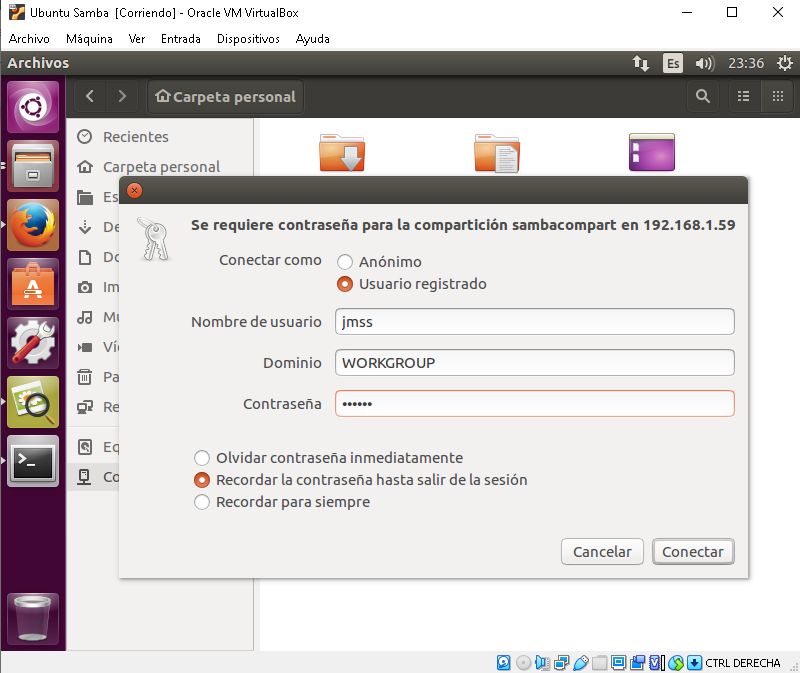 Ubuntu Samba [Corriendo] - Oracle VM VirtualBox
Archivo Máquina Ver Entrada Dispositivos Ayuda
Archivos Es 23:36
Carpeta personal
Recientes
Carpeta personal
Es
De
Do
Im
Mú
Víd
Pa
Re
Eq
Co
Se requiere contraseña para la compartición sambacompart en 192.168.1.59
Conectar como
Anónimo
Usuario registrado
Nombre de usuario jmss
Dominio WORKGROUP
Contraseña ••••••
Olvidar contraseña inmediatamente
Recordar la contraseña hasta salir de la sesión
Recordar para siempre
Cancelar Conectar
CTRL DERECHA